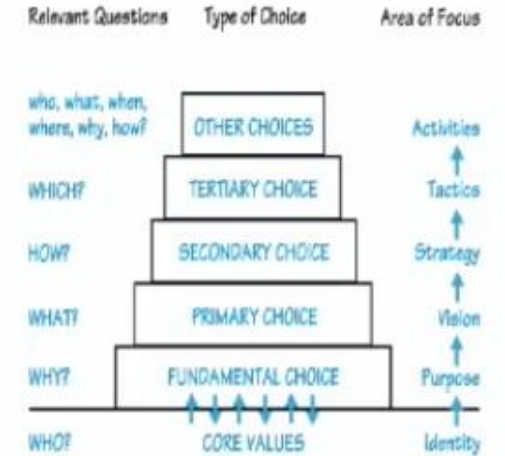 Relevant Questions Type of Choice Area of Focus
who, what, when,
where, why, how? OTHER CHOICES Activities
WHICH? TERTIARY CHOICE Tactics
HOW? SECONDARY CHOICE Strategy
WHAT? PRIMARY CHOICE Vision
WHY? FUNDAMENTAL CHOICE Purpose
WHO? CORE VALUES Identity